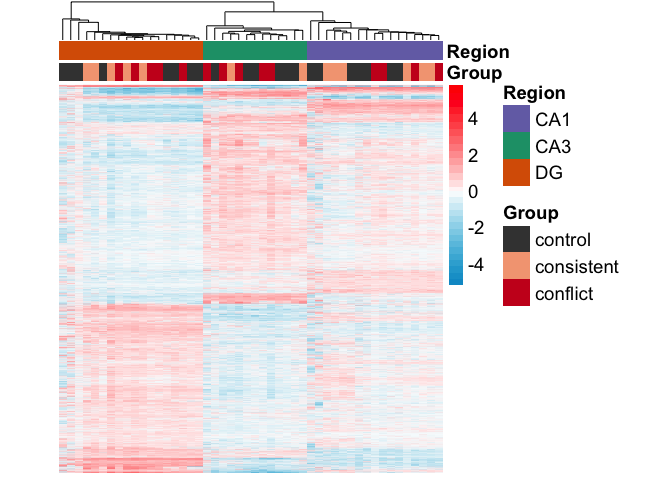 Region
Group
4
2
0
-2
-4
Region
CA1
CA3
DG
Group
control
consistent
conflict